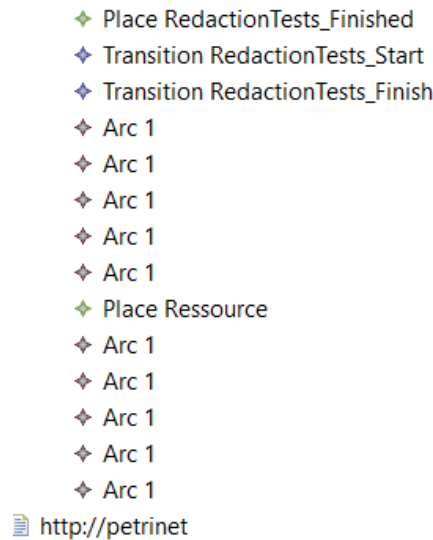 Place RedactionTests_Finished
Transition RedactionTests_Start
Transition RedactionTests_Finish
Arc 1
Arc 1
Arc 1
Arc 1
Arc 1
Place Ressource
Arc 1
Arc 1
Arc 1
Arc 1
Arc 1
http://petrinet